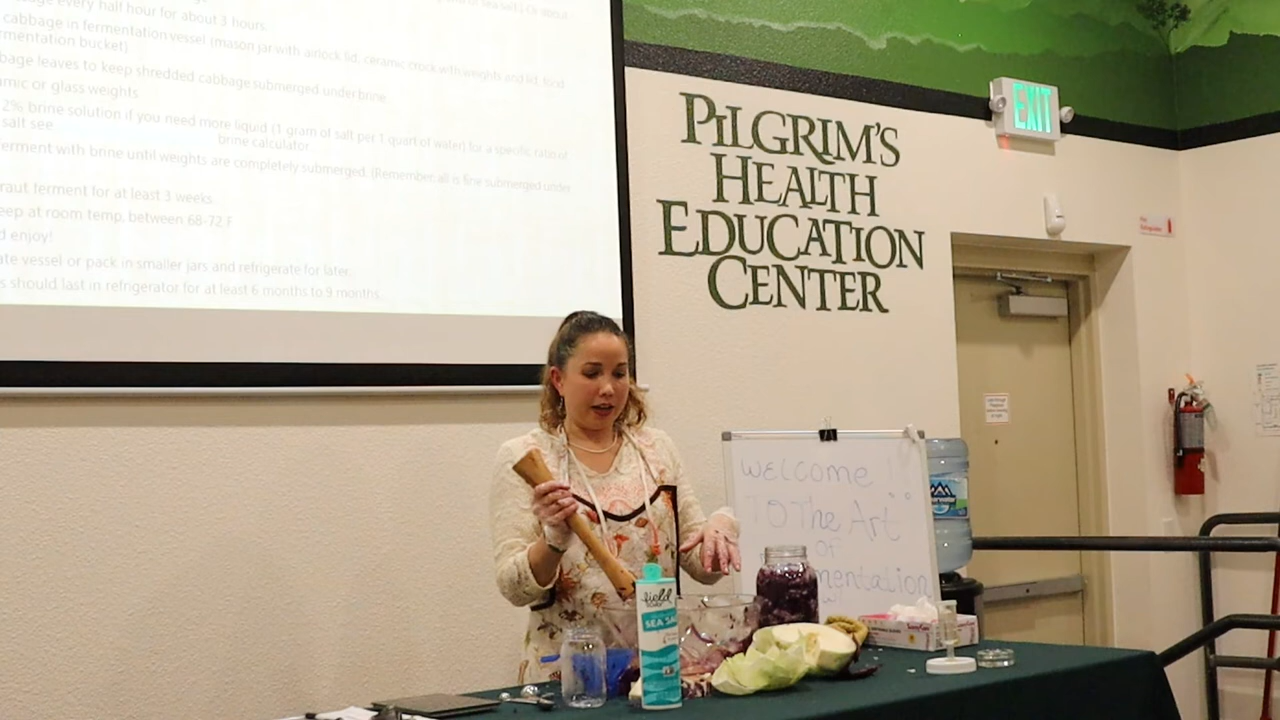 every half hour for about 3 hours.
cabbage in fermentation vessel (mason jar with airlock lid, ceramic crock with weights and lid, food
mentation bucket)
bage leaves to keep shredded cabbage submerged under brine
amic or glass weights
2% brine solution if you need more liquid (1 gram of salt per 1 quart of water) for a specific ratio of
salt see
brine calculator
ferment with brine until weights are completely submerged. (Remember: all is fine submerged under
raut ferment for at least 3 weeks
eep at room temp, between 68-72 F
d enjoy!
ate vessel or pack in smaller jars and refrigerate for later.
s should last in refrigerator for at least 6 months to 9 months.
PILGRIM'S
HEALTH
EDUCATION
CENTER
EXIT
WELCOME !
TO The Art
of
mentation
field
SEA SA